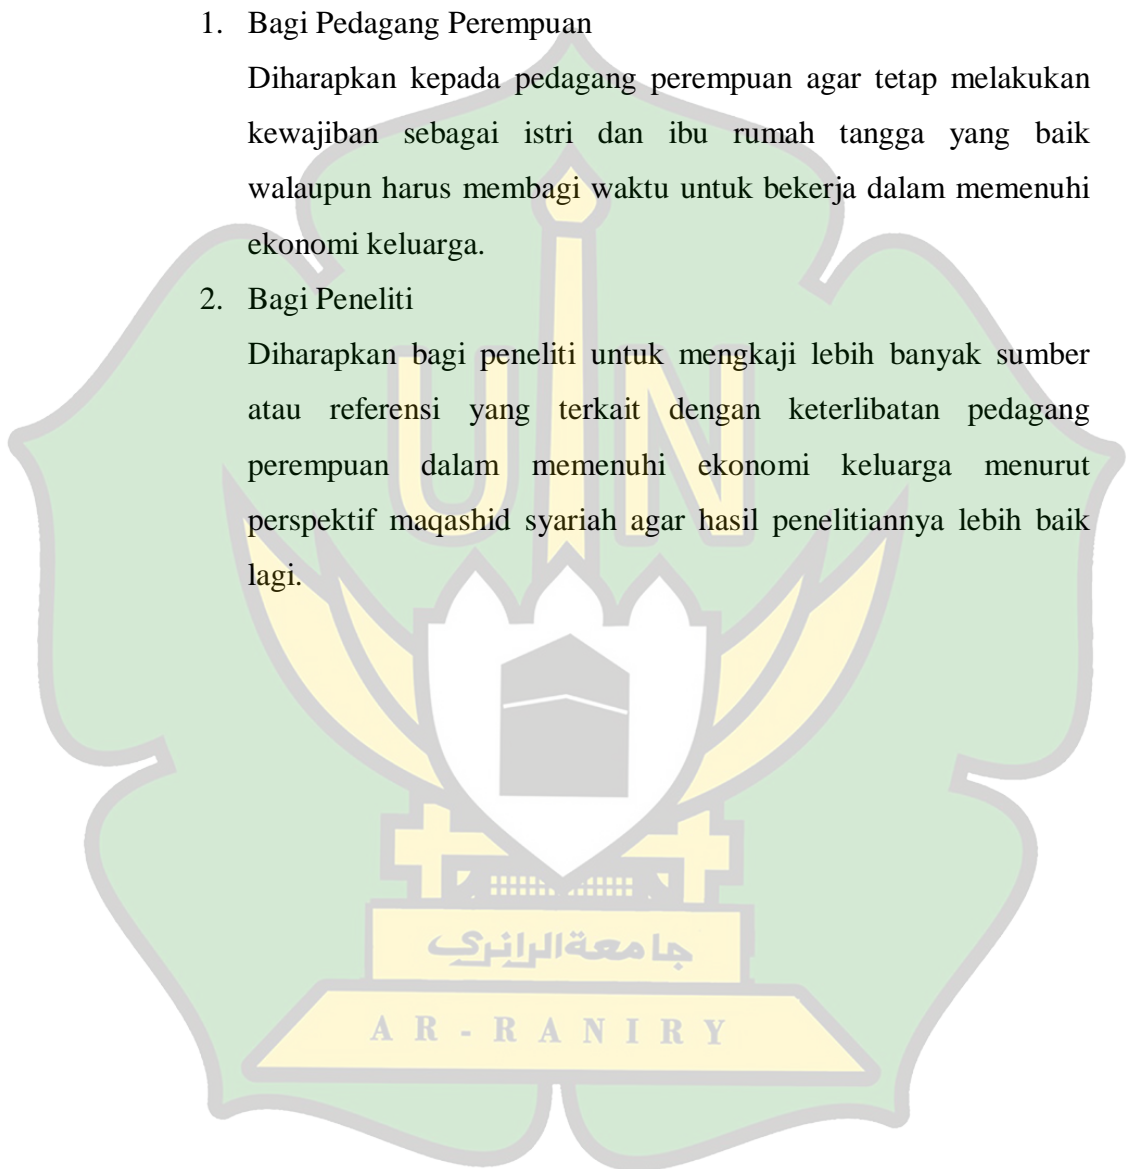 1. Bagi Pedagang Perempuan
Diharapkan kepada pedagang perempuan agar tetap melakukan
kewajiban sebagai istri dan ibu rumah tangga yang baik
walaupun harus membagi waktu untuk bekerja dalam memenuhi
ekonomi keluarga.
2. Bagi Peneliti
Diharapkan bagi peneliti untuk mengkaji lebih banyak sumber
atau referensi yang terkait dengan keterlibatan pedagang
perempuan dalam memenuhi ekonomi keluarga menurut
perspektif maqashid syariah agar hasil penelitiannya lebih baik
lagi.
UIN
جامعةالرانري
AR-RANIRY